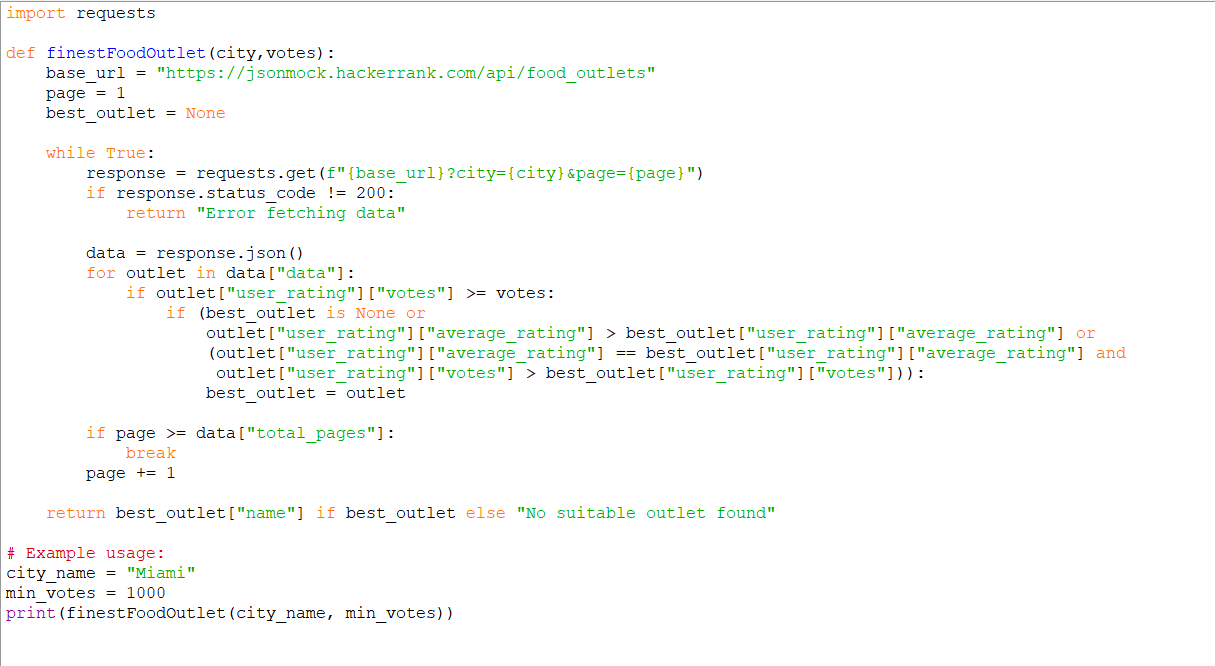 import requests

def finestFoodOutlet(city,votes):
    base_url = "https://jsonmock.hackerrank.com/api/food_outlets"
    page = 1
    best_outlet = None

    while True:
        response = requests.get(f"{base_url}?city={city}&page={page}")
        if response.status_code != 200:
            return "Error fetching data"

        data = response.json()
        for outlet in data["data"]:
            if outlet["user_rating"]["votes"] >= votes:
                if (best_outlet is None or
                    outlet["user_rating"]["average_rating"] > best_outlet["user_rating"]["average_rating"] or
                    (outlet["user_rating"]["average_rating"] == best_outlet["user_rating"]["average_rating"] and
                     outlet["user_rating"]["votes"] > best_outlet["user_rating"]["votes"])):
                    best_outlet = outlet

        if page >= data["total_pages"]:
            break
        page += 1

    return best_outlet["name"] if best_outlet else "No suitable outlet found"

# Example usage:
city_name = "Miami"
min_votes = 1000
print(finestFoodOutlet(city_name, min_votes))